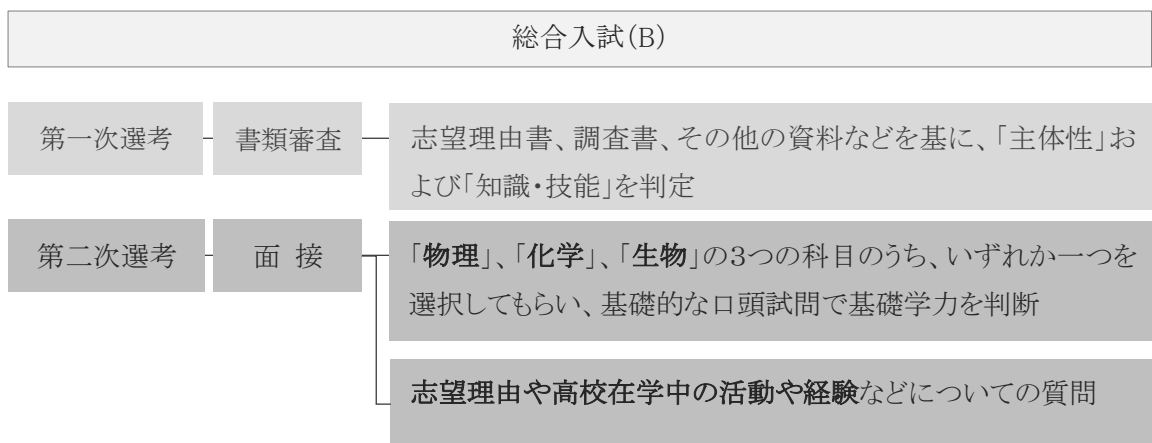 総合入試(B)
第一次選考
書類審査
志望理由書、調査書、その他の資料などを基に、「主体性」お
よび「知識・技能」を判定
第二次選考
面 接
「物理」、「化学」、「生物」の3つの科目のうち、いずれか一つを
選択してもらい、基礎的な口頭試問で基礎学力を判断
志望理由や高校在学中の活動や経験などについての質問